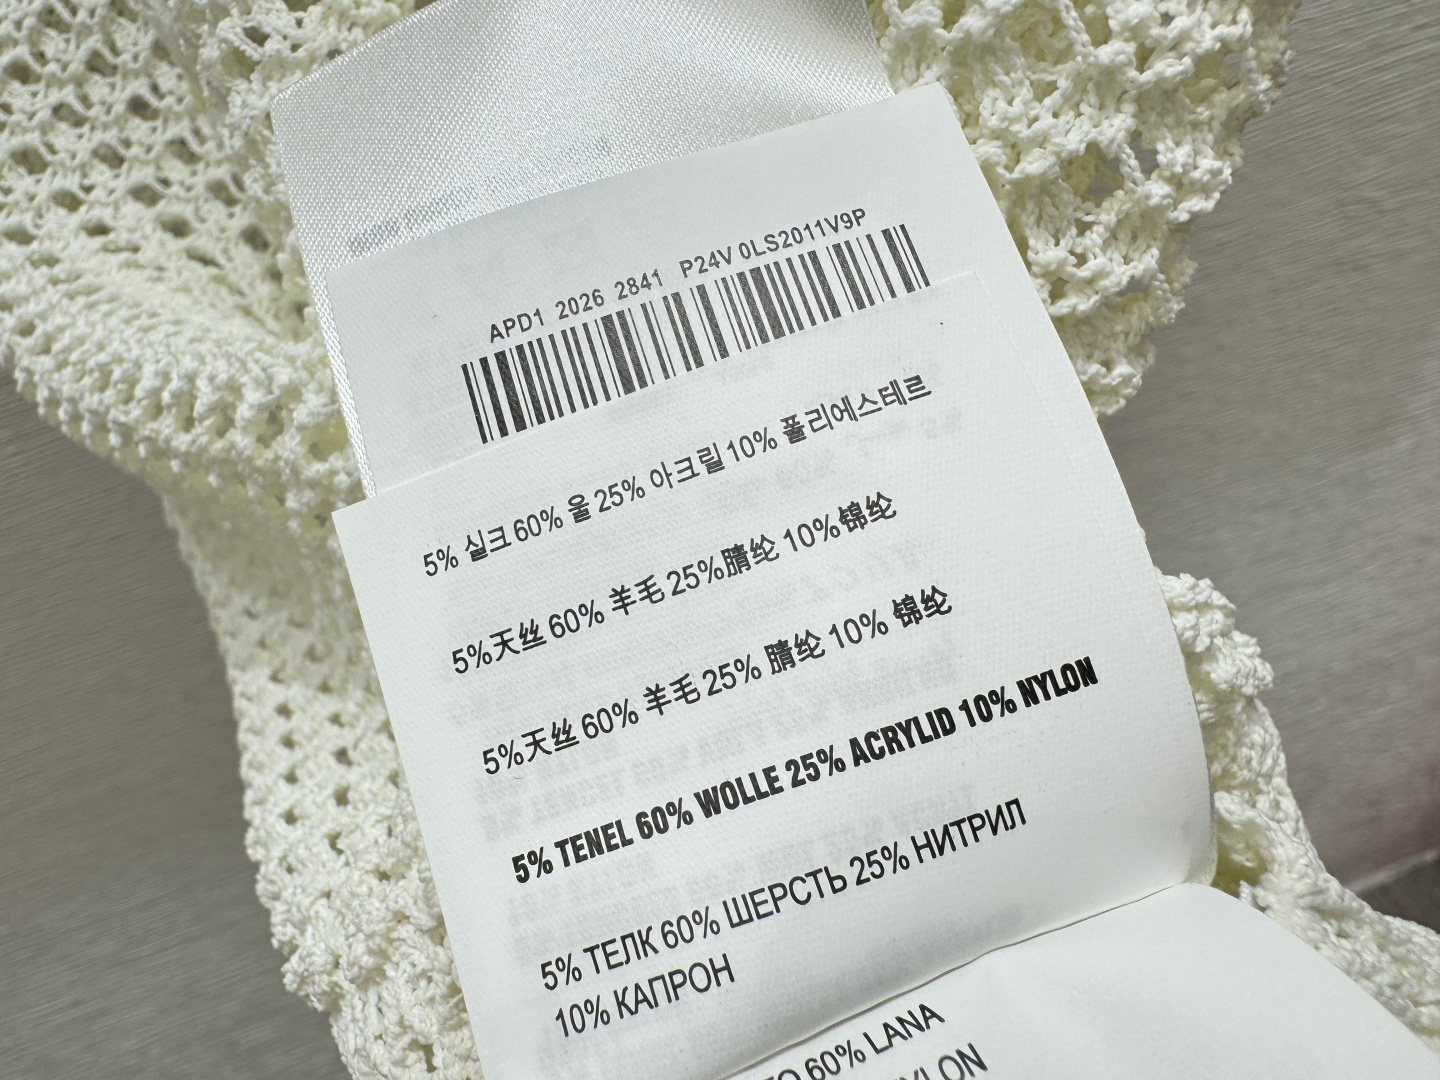 APD1 2026 2841 P24V 0LS2011V9P
5% 실크 60% 울 25% 아크릴 10% 폴리에스테르
5%天丝 60% 羊毛 25%腈纶 10%锦纶
5%天丝 60% 羊毛 25% 腈纶 10% 锦纶
5% TENEL 60% WOLLE 25% ACRYLID 10% NYLON
5% ТЕЛК 60% ШЕРСТЬ 25% НИТРИЛ
10% КАПРОН
60% LANA